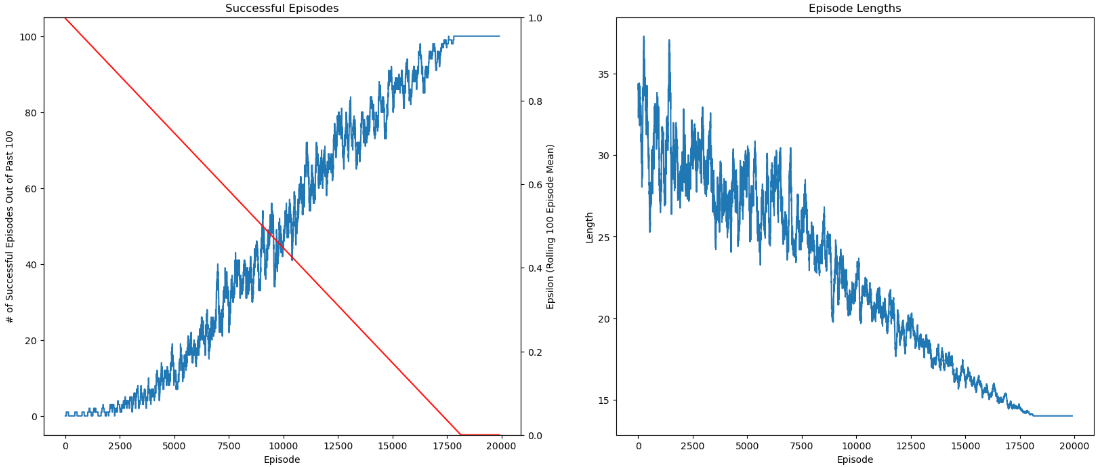 Successful Episodes
# of Successful Episodes Out of Past 100
100
80
60
40
20
0
0 2500 5000 7500 10000 12500 15000 17500 20000
Episode
1.0
0.8
0.6
0.4
0.2
0.0
Epsilon (Rolling 100 Episode Mean)
Episode Lengths
Length
35
30
25
20
15
0 2500 5000 7500 10000 12500 15000 17500 20000
Episode